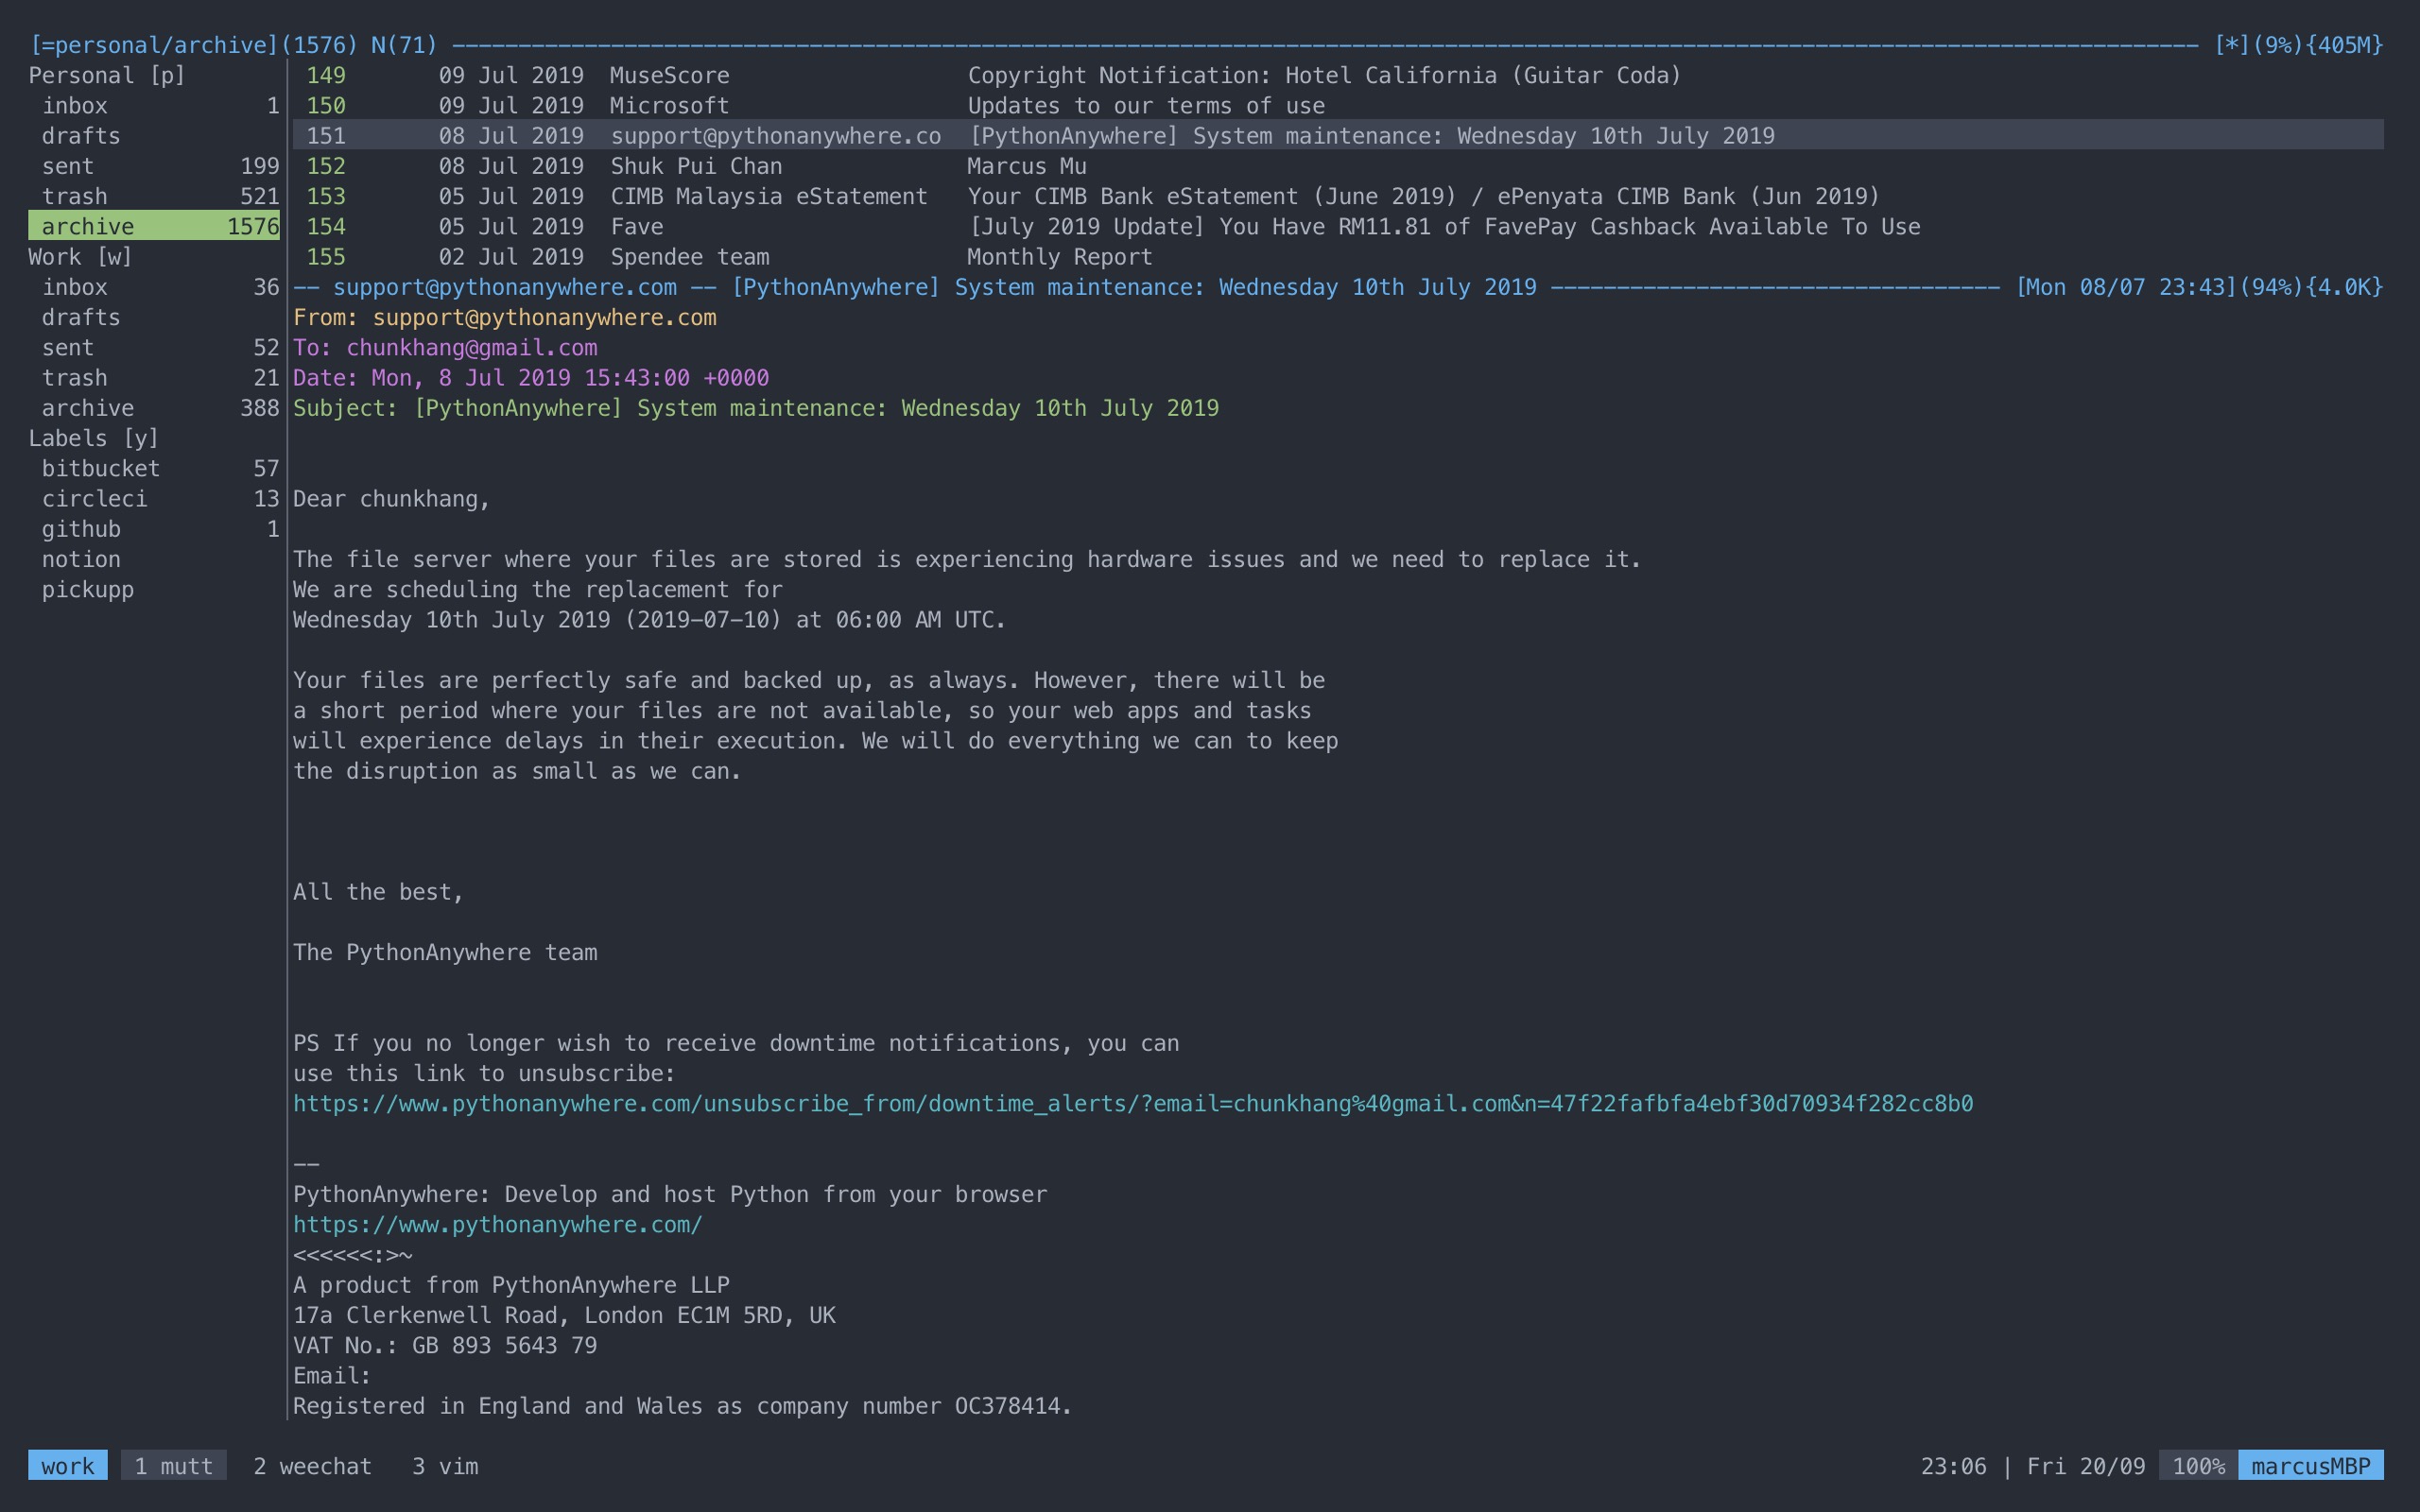 [=personal/archive](1576) N(71) ---------------------------------------- [*](9%){405M}
Personal [p]
inbox 1
drafts
sent 199
trash 521
archive 1576
Work [w]
inbox 36
drafts
sent 52
trash 21
archive 388
Labels [y]
bitbucket 57
circleci 13
github 1
notion
pickupp
149 09 Jul 2019 MuseScore Copyright Notification: Hotel California (Guitar Coda)
150 09 Jul 2019 Microsoft Updates to our terms of use
151 08 Jul 2019 support@pythonanywhere.co [PythonAnywhere] System maintenance: Wednesday 10th July 2019
152 08 Jul 2019 Shuk Pui Chan Marcus Mu
153 05 Jul 2019 CIMB Malaysia eStatement Your CIMB Bank eStatement (June 2019) / ePenyata CIMB Bank (Jun 2019)
154 05 Jul 2019 Fave [July 2019 Update] You Have RM11.81 of FavePay Cashback Available To Use
155 02 Jul 2019 Spendee team Monthly Report
-- support@pythonanywhere.com -- [PythonAnywhere] System maintenance: Wednesday 10th July 2019 ---------------------------------- [Mon 08/07 23:43](94%){4.0K}
From: support@pythonanywhere.com
To: chunkhang@gmail.com
Date: Mon, 8 Jul 2019 15:43:00 +0000
Subject: [PythonAnywhere] System maintenance: Wednesday 10th July 2019
Dear chunkhang,
The file server where your files are stored is experiencing hardware issues and we need to replace it.
We are scheduling the replacement for
Wednesday 10th July 2019 (2019-07-10) at 06:00 AM UTC.
Your files are perfectly safe and backed up, as always. However, there will be
a short period where your files are not available, so your web apps and tasks
will experience delays in their execution. We will do everything we can to keep
the disruption as small as we can.
All the best,
The PythonAnywhere team
PS If you no longer wish to receive downtime notifications, you can
use this link to unsubscribe:
https://www.pythonanywhere.com/unsubscribe_from/downtime_alerts/?email=chunkhang%40gmail.com&n=47f22fafbfa4ebf30d70934f282cc8b0
--
PythonAnywhere: Develop and host Python from your browser
https://www.pythonanywhere.com/
<<<<<<:>~
A product from PythonAnywhere LLP
17a Clerkenwell Road, London EC1M 5RD, UK
VAT No.: GB 893 5643 79
Email:
Registered in England and Wales as company number OC378414.
work 1 mutt 2 weechat 3 vim 23:06 | Fri 20/09 100% marcusMBP